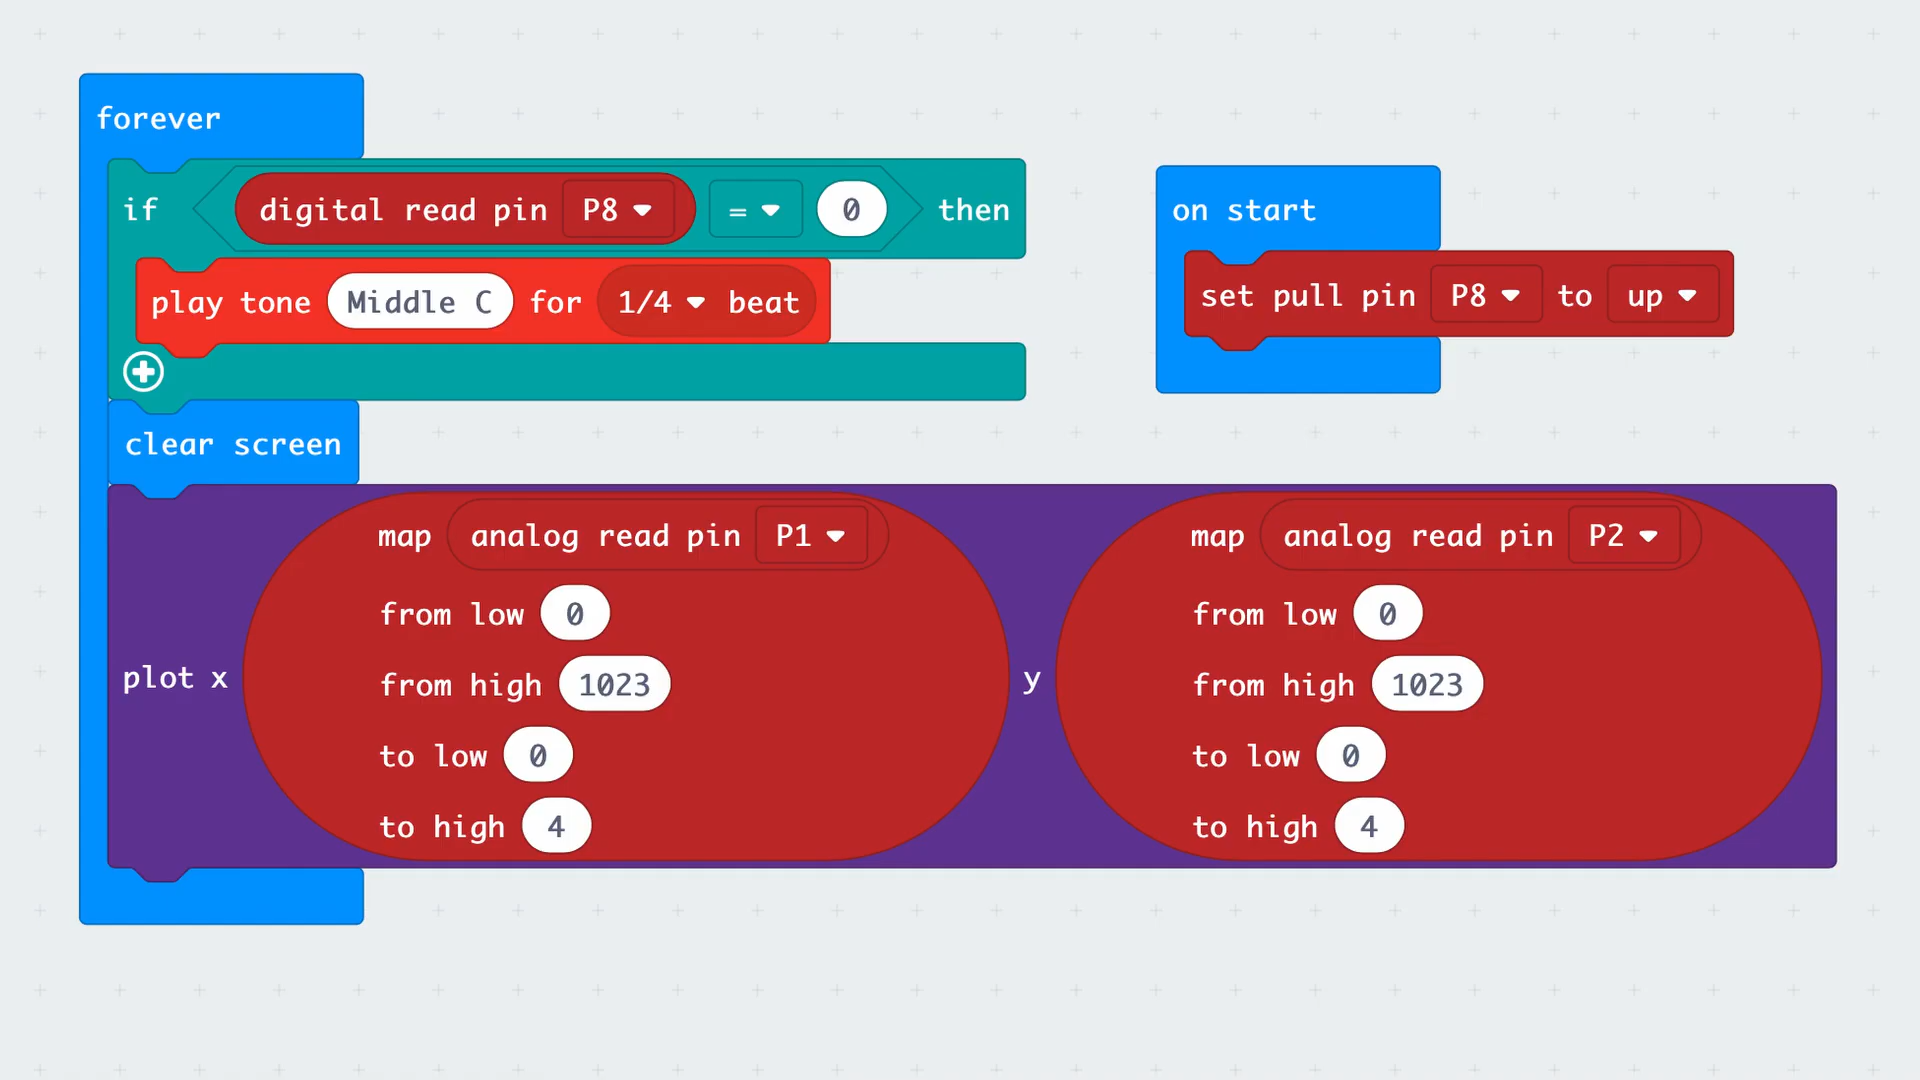 forever
if digital read pin P8 = 0 then
play tone Middle C for 1/4 beat
clear screen
plot x
map analog read pin P1
from low 0
from high 1023
to low 0
to high 4
y
map analog read pin P2
from low 0
from high 1023
to low 0
to high 4
on start
set pull pin P8 to up